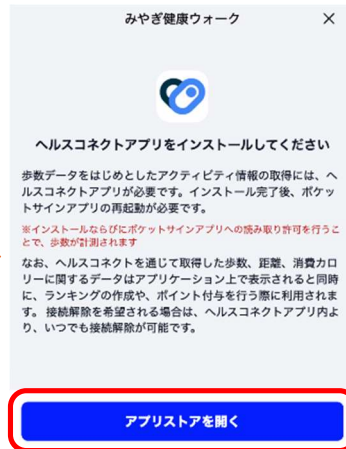 みやぎ健康ウォーク
ヘルスコネクトアプリをインストールしてください
歩数データをはじめとしたアクティビティ情報の取得には、ヘ
ルスコネクトアプリが必要です。インストール完了後、ポケッ
トサインアプリの再起動が必要です。
※インストールならびにポケットサインアプリへの読み取り許可を行うこ
とで、歩数が計測されます
なお、ヘルスコネクトを通じて取得した歩数、距離、消費カロ
リーに関するデータはアプリケーション上で表示されると同時
に、ランキングの作成や、ポイント付与を行う際に利用されま
す。 接続解除を希望される場合は、ヘルスコネクトアプリ内よ
り、いつでも接続解除が可能です。
アプリストアを開く